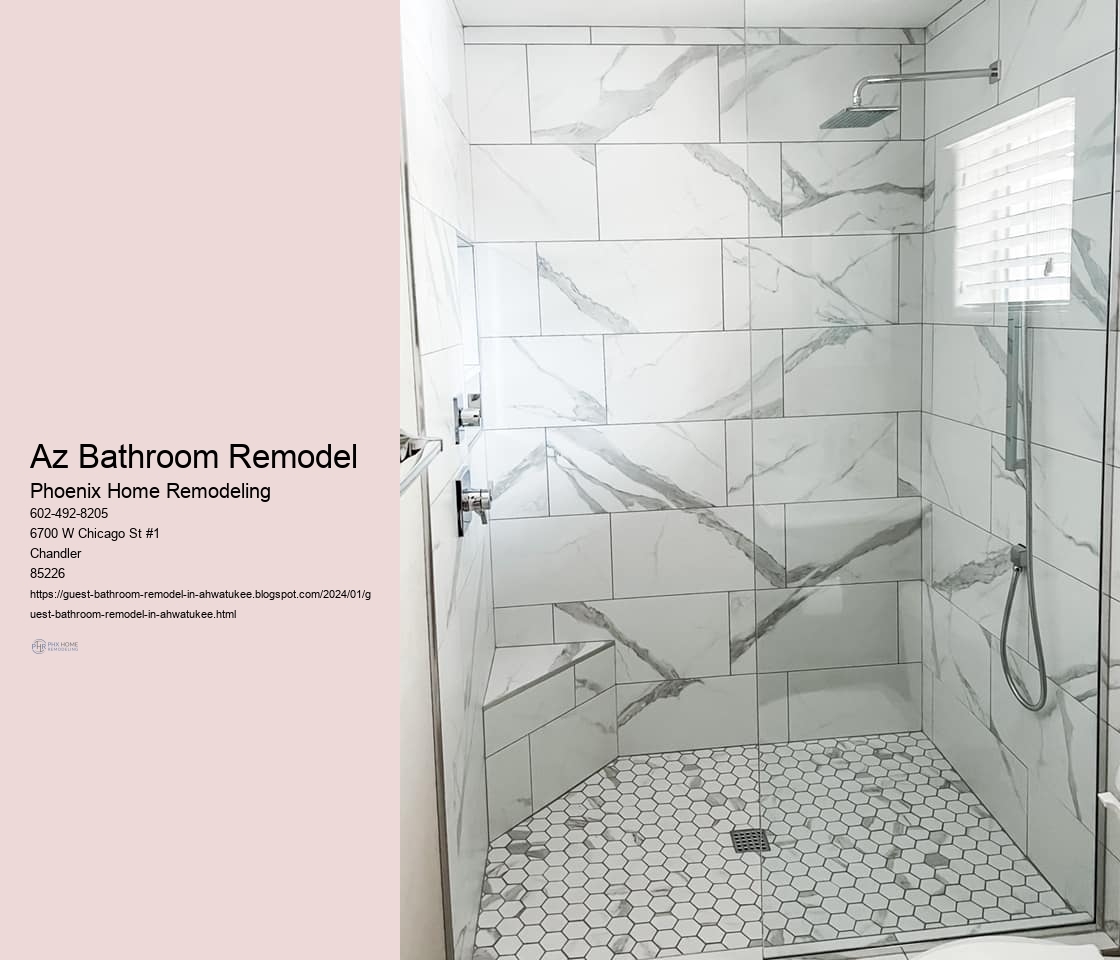 Az Bathroom Remodel
Phoenix Home Remodeling
602-492-8205
6700 W Chicago St #1
Chandler
85226
https://guest-bathroom-remodel-in-ahwatukee.blogspot.com/2024/01/g
uest-bathroom-remodel-in-ahwatukee.html
PHR PHX HOME
REMODELING